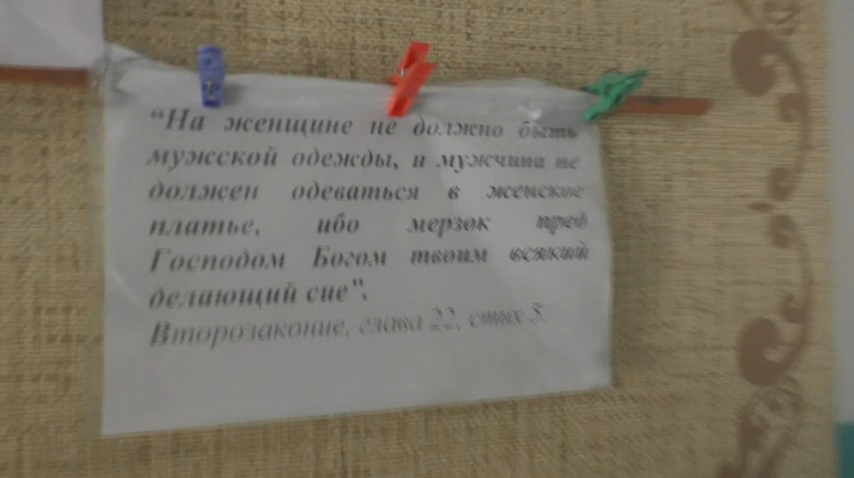 “На женщине не должно быть
мужской одежды, и мужчина не
должен одеваться в женское
платье, ибо мерзок пред
Господом Богом твоим всякий
делающий сие”.
Второзаконие, глава 22, стих 5.